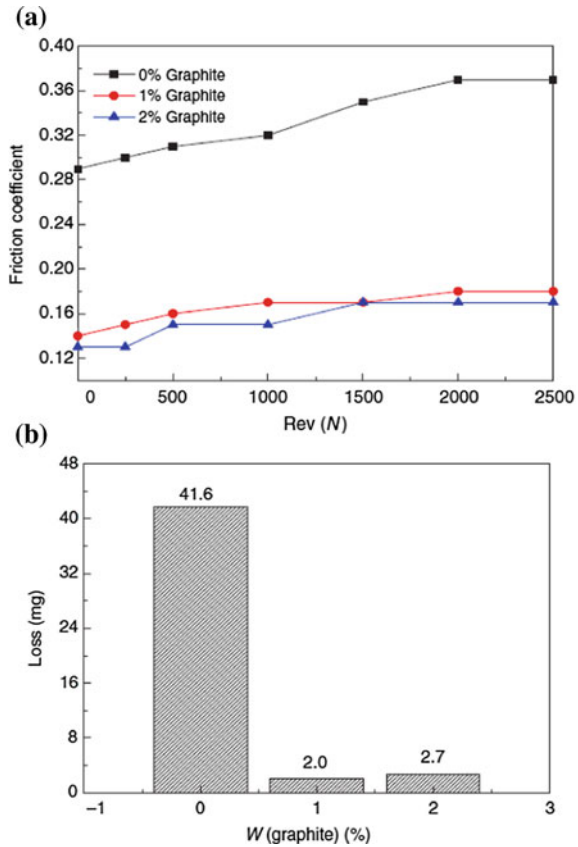 (a)
0.40
0.36
0.32
0.28
0.24
0.20
0.16
0.12
Friction coefficient
0% Graphite
1% Graphite
2% Graphite
0 500 1000 1500 2000 2500
Rev (N)
(b)
48
40
32
24
16
8
0
Loss (mg)
41.6
2.0
2.7
–1 0 1 2 3
W (graphite) (%)